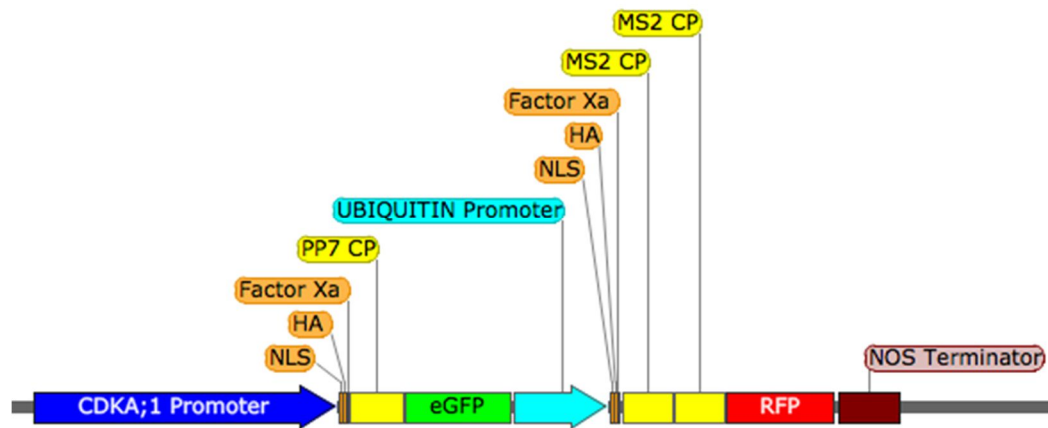 MS2 CP
MS2 CP
Factor Xa
HA
NLS
UBIQUITIN Promoter
PP7 CP
Factor Xa
HA
NLS
NOS Terminator
CDKA;1 Promoter
eGFP
RFP